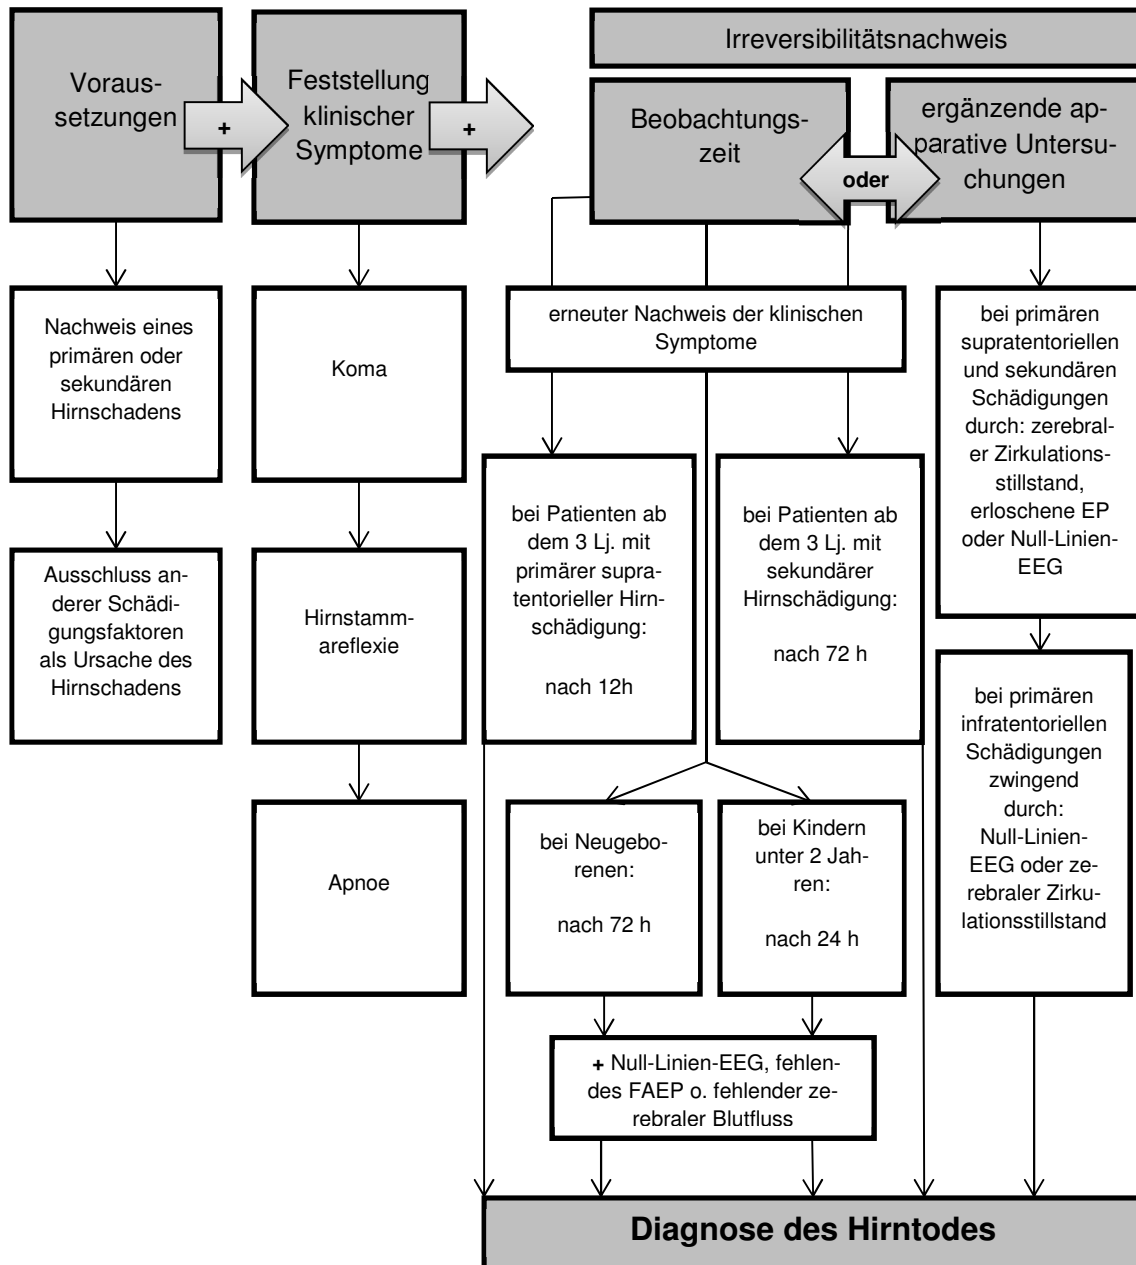 Voraus-
setzungen
+
Feststellung
klinischer
Symptome
+
Irreversibilitätsnachweis
Beobachtungs-
zeit
oder
ergänzende ap-
parative Untersu-
chungen
Nachweis eines
primären oder
sekundären
Hirnschadens
Ausschluss an-
derer Schädi-
gungsfaktoren
als Ursache des
Hirnschadens
Koma
Hirnstamm-
areflexie
Apnoe
erneuter Nachweis der klinischen
Symptome
bei Patienten ab
dem 3 Lj. mit
primärer supra-
tentorieller Hirn-
schädigung:
nach 12h
bei Patienten ab
dem 3 Lj. mit
sekundärer
Hirnschädigung:
nach 72 h
bei Neugebo-
renen:
nach 72 h
bei Kindern
unter 2 Jah-
ren:
nach 24 h
+ Null-Linien-EEG, fehlen-
des FAEP o. fehlender ze-
rebraler Blutfluss
bei primären
supratentoriellen
und sekundären
Schädigungen
durch: zerebral-
er Zirkulations-
stillstand,
erloschene EP
oder Null-Linien-
EEG
bei primären
infratentoriellen
Schädigungen
zwingend
durch:
Null-Linien-
EEG oder ze-
rebraler Zirku-
lationsstillstand
Diagnose des Hirntodes